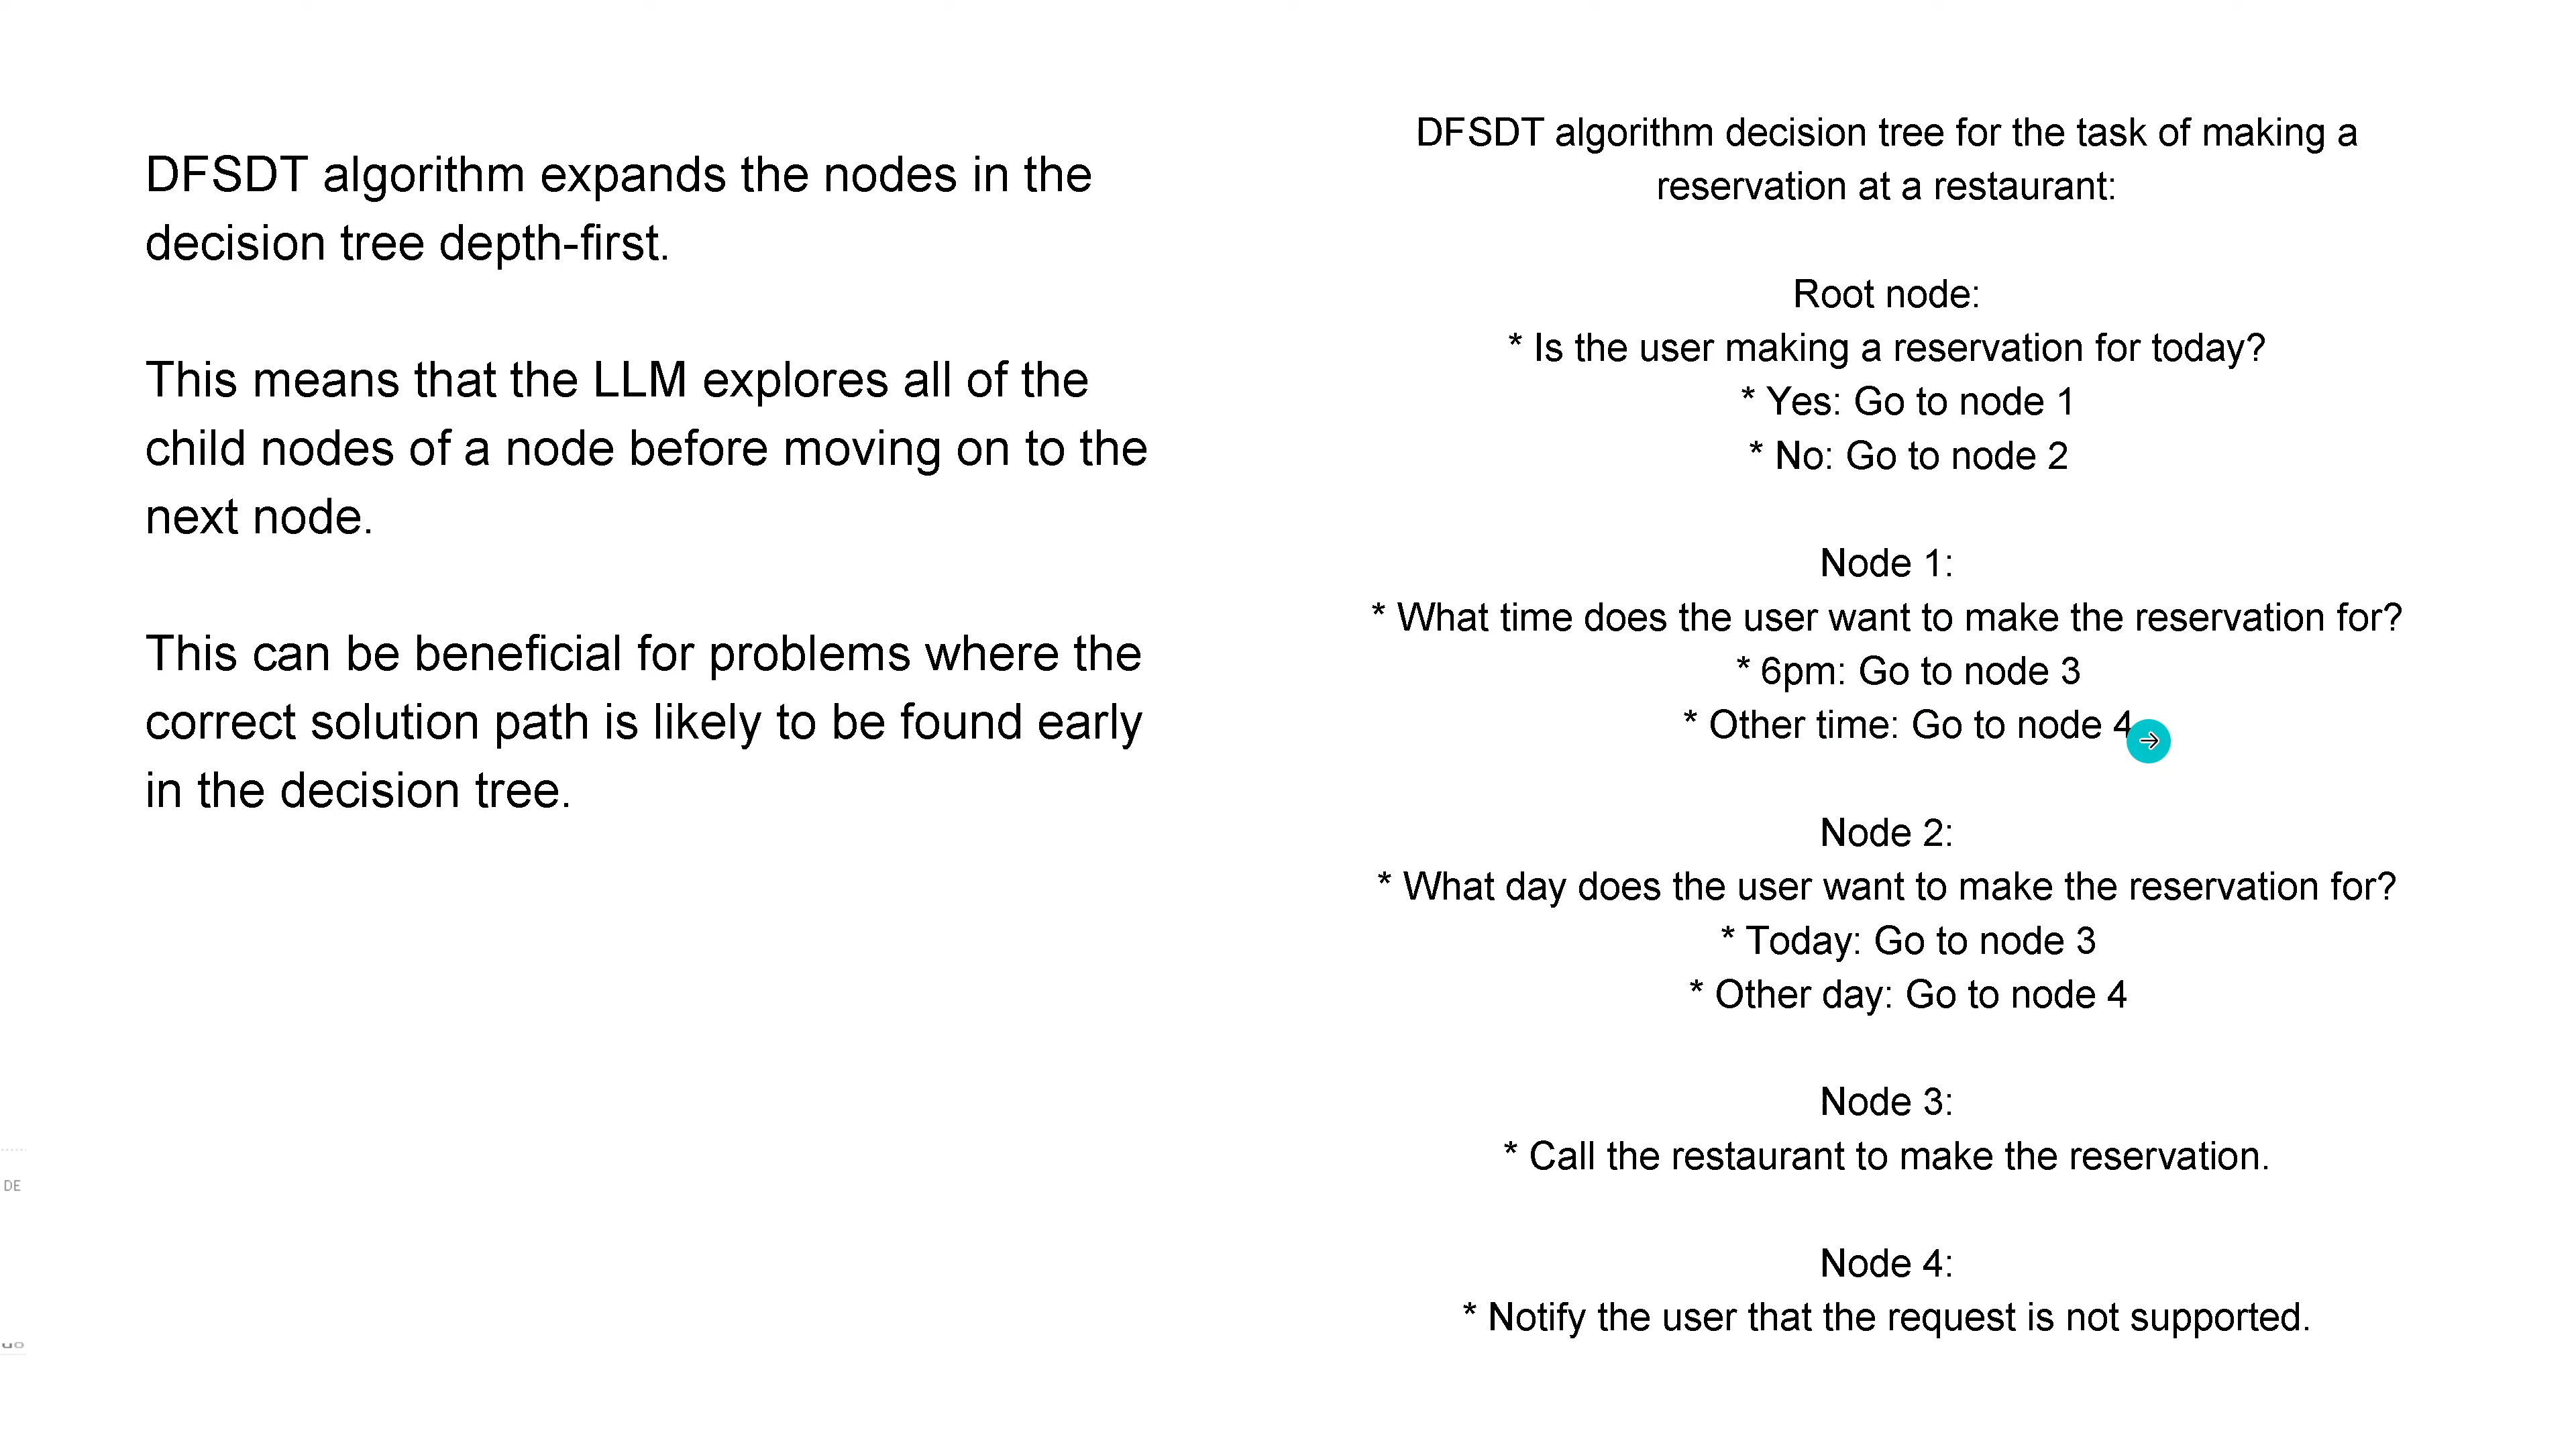 DFSDT algorithm expands the nodes in the
decision tree depth-first.
This means that the LLM explores all of the
child nodes of a node before moving on to the
next node.
This can be beneficial for problems where the
correct solution path is likely to be found early
in the decision tree.
DE
DFSDT algorithm decision tree for the task of making a
reservation at a restaurant:
Root node:
* Is the user making a reservation for today?
* Yes: Go to node 1
* No: Go to node 2
Node 1:
* What time does the user want to make the reservation for?
* 6pm: Go to node 3
* Other time: Go to node 4
Node 2:
* What day does the user want to make the reservation for?
* Today: Go to node 3
* Other day: Go to node 4
Node 3:
* Call the restaurant to make the reservation.
Node 4:
* Notify the user that the request is not supported.